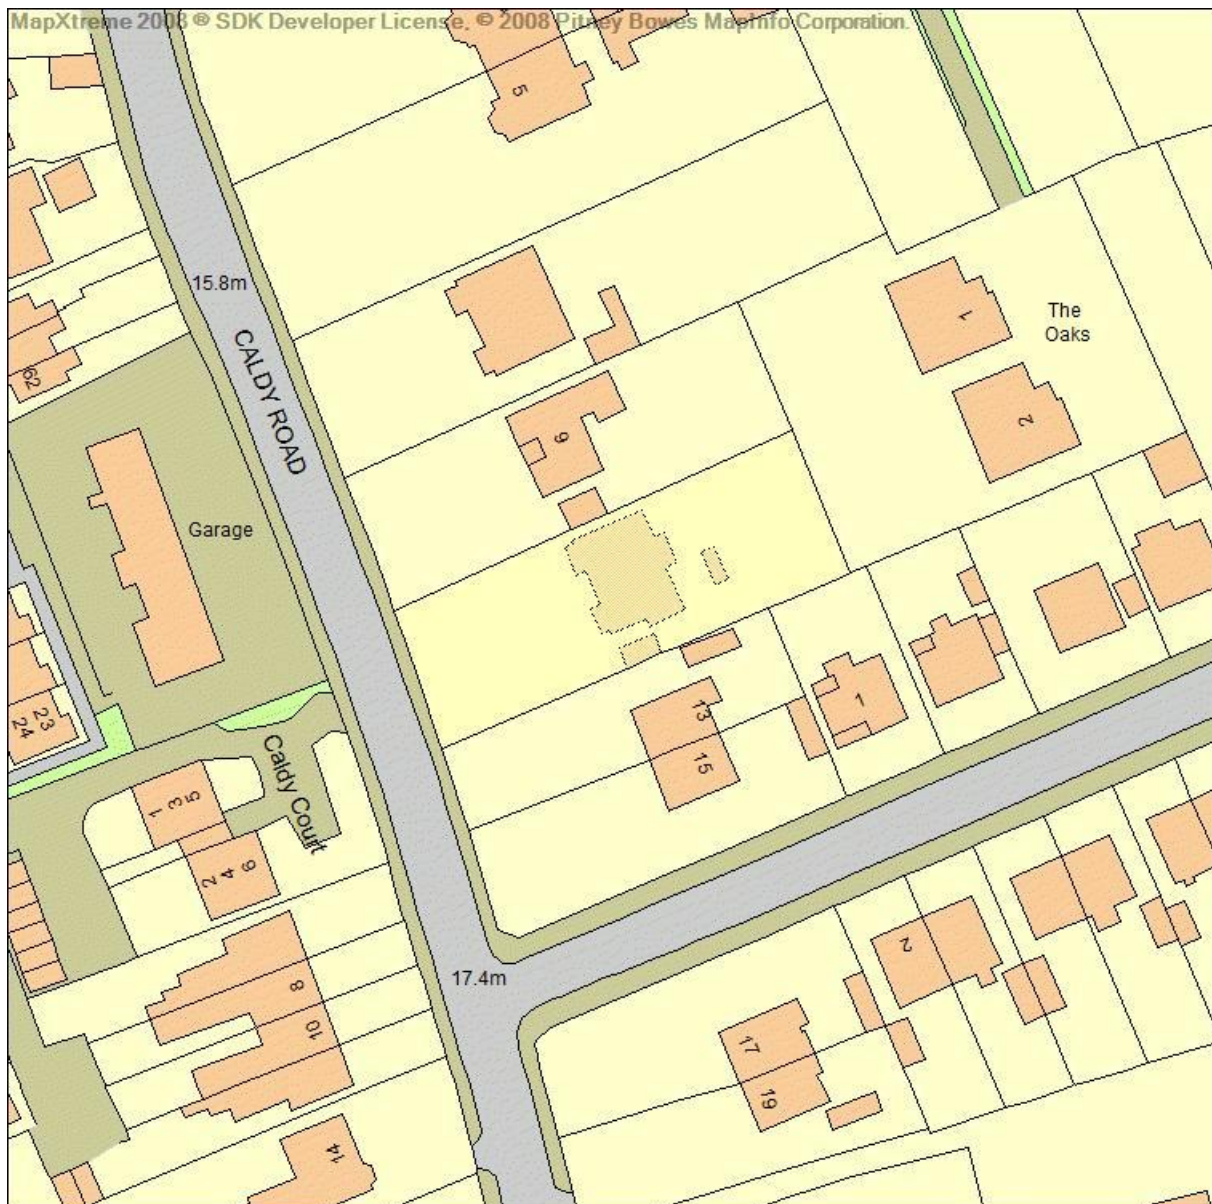 MapXtreme 2008 ® SDK Developer License. © 2008 Pitney Bowes MapInfo Corporation.
5
15.8m
The
Oaks
1
CALDY ROAD
62
2
9
Garage
13
1
23
24
15
Caldy Court
1 3 5
2 4 6
2
17.4m
8
10
17
19
14